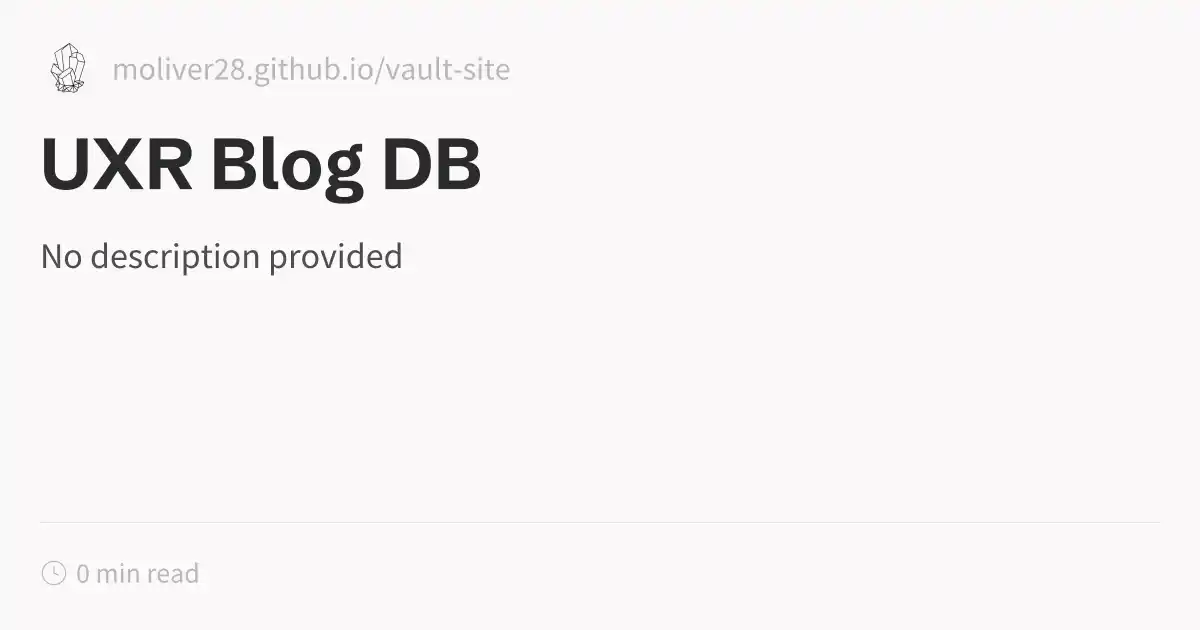 moliver28.github.io/vault-site
UXR Blog DB
No description provided
0 min read